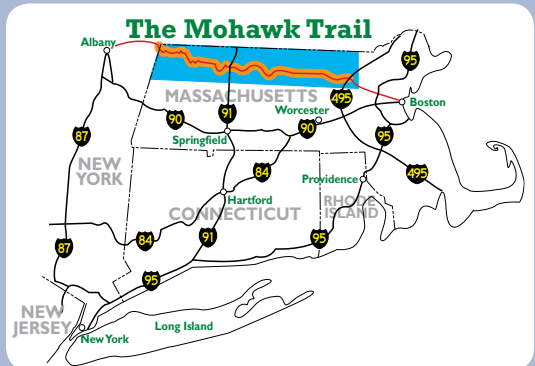 The Mohawk Trail
Albany
95
MASSACHUSETTS
495
Boston
Worcester
91
90
90
87
Springfield
95
NEW
YORK
84
Providence
495
Hartford
RHODE
ISLAND
CONNECTICUT
84
91
95
87
95
NEW
JERSEY
Long Island
New York